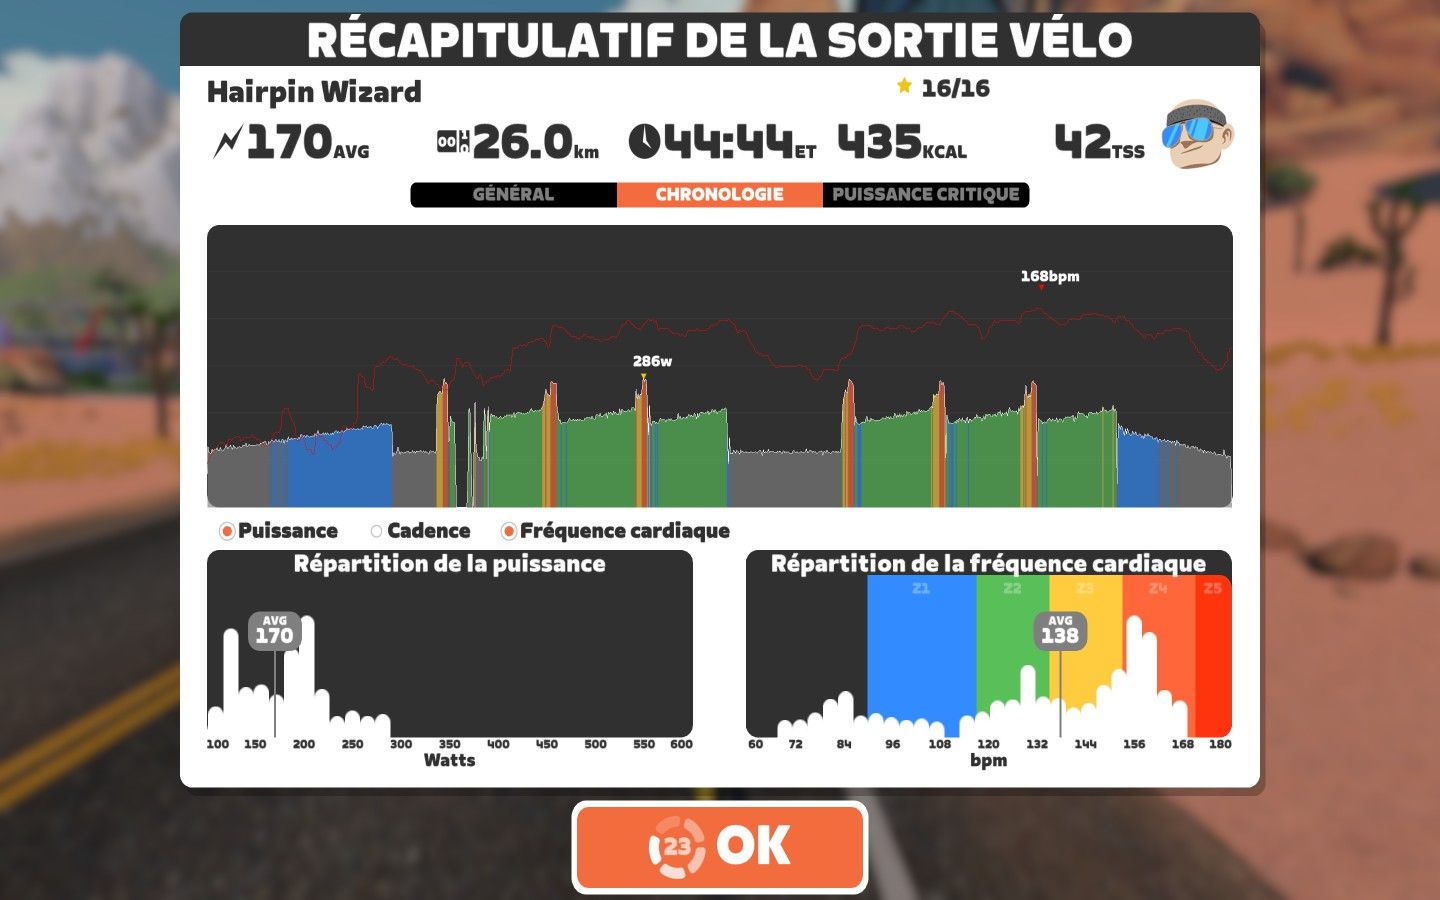 RÉCAPITULATIF DE LA SORTIE VÉLO
Hairpin Wizard
16/16
170AVG 26.0km 44:44ET 435KCAL 42TSS
GÉNÉRAL CHRONOLOGIE PUISSANCE CRITIQUE
168bpm
286w
Puissance Cadence Fréquence cardiaque
Répartition de la puissance
AVG
170
100 150 200 250 300 350 400 450 500 550 600
Watts
Répartition de la fréquence cardiaque
Z1 Z2 Z3 Z4 Z5
AVG
138
60 72 84 96 108 120 132 144 156 168 180
bpm
23 OK